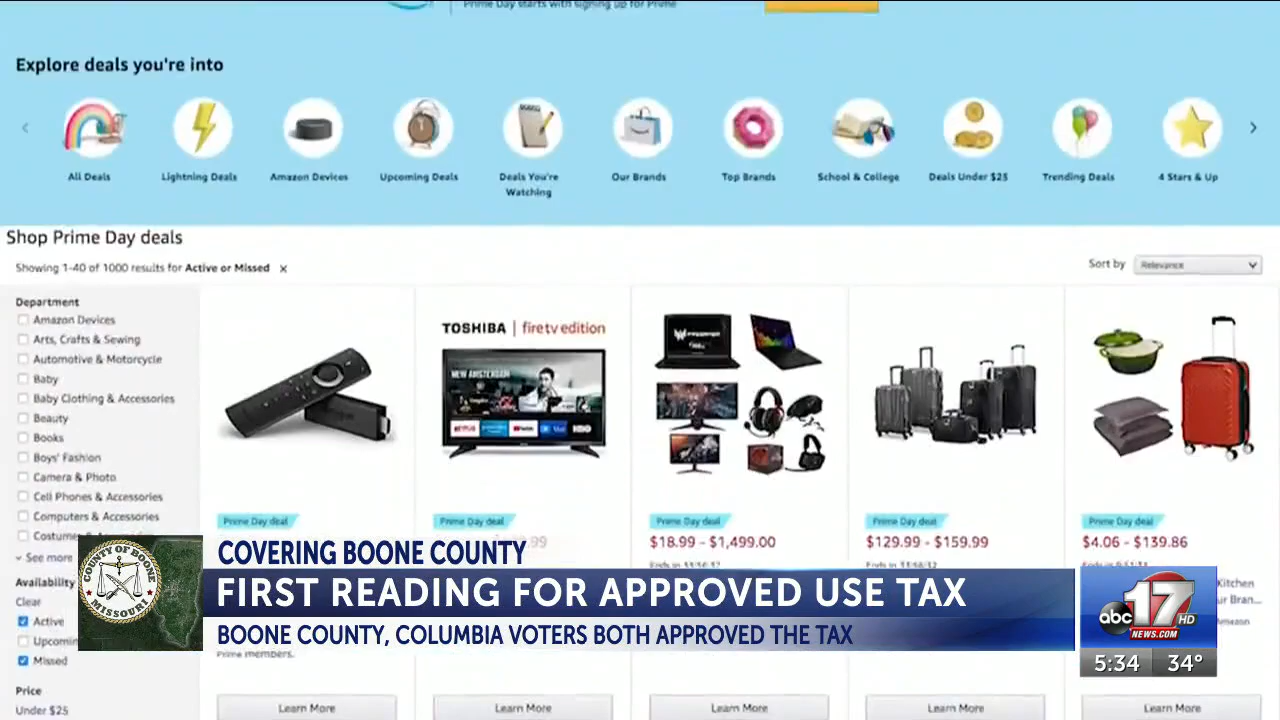 Prime Day starts with signing up for Prime
Explore deals you're into
All Deals
Lightning Deals
Amazon Devices
Upcoming Deals
Deals You're
Watching
Our Brands
Top Brands
School & College
Deals Under $25
Trending Deals
4 Stars & Up
Shop Prime Day deals
Showing 1-40 of 1000 results for Active or Missed x
Sort by Relevance
Department
Amazon Devices
Arts, Crafts & Sewing
Automotive & Motorcycle
Baby
Baby Clothing & Accessories
Beauty
Books
Boys' Fashion
Camera & Photo
Cell Phones & Accessories
Computers & Accessories
See more
Availability
Clear
Active
Missed
Price
Under $25
TOSHIBA | fire tv edition
NEW AMSTERDAM
Prime Day deal
Prime Day deal
Prime Day deal
$18.99 - $1,499.00
Prime Day deal
$129.99 - $159.99
Prime Day deal
$4.06 - $139.86
Kitchen
Prime members.
Learn More
Learn More
Learn More
Learn More
Learn More
COUNTY OF BOONE
MISSOURI
COVERING BOONE COUNTY
FIRST READING FOR APPROVED USE TAX
BOONE COUNTY, COLUMBIA VOTERS BOTH APPROVED THE TAX
abc 17 HD
NEWS.COM
5:34 34°